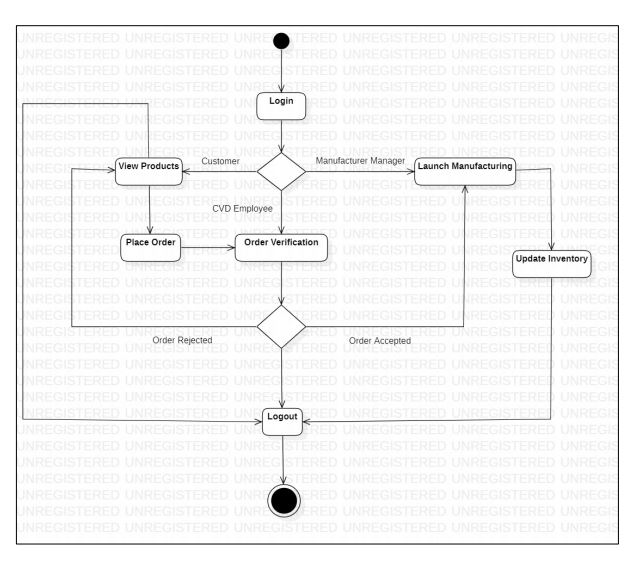 UNREGISTERED
Login
Customer
Manufacturer Manager
View Products
Launch Manufacturing
CVD Employee
Place Order
Order Verification
Update Inventory
Order Rejected
Order Accepted
Logout